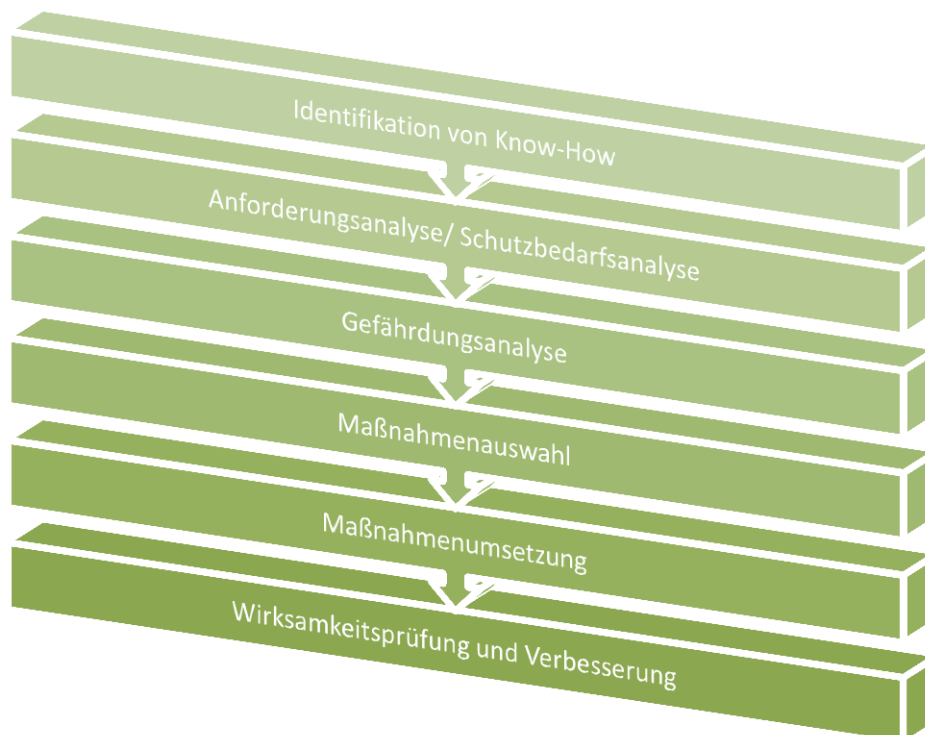 Identifikation von Know-How
Anforderungsanalyse/ Schutzbedarfsanalyse
Gefährdungsanalyse
Maßnahmenauswahl
Maßnahmenumsetzung
Wirksamkeitsprüfung und Verbesserung